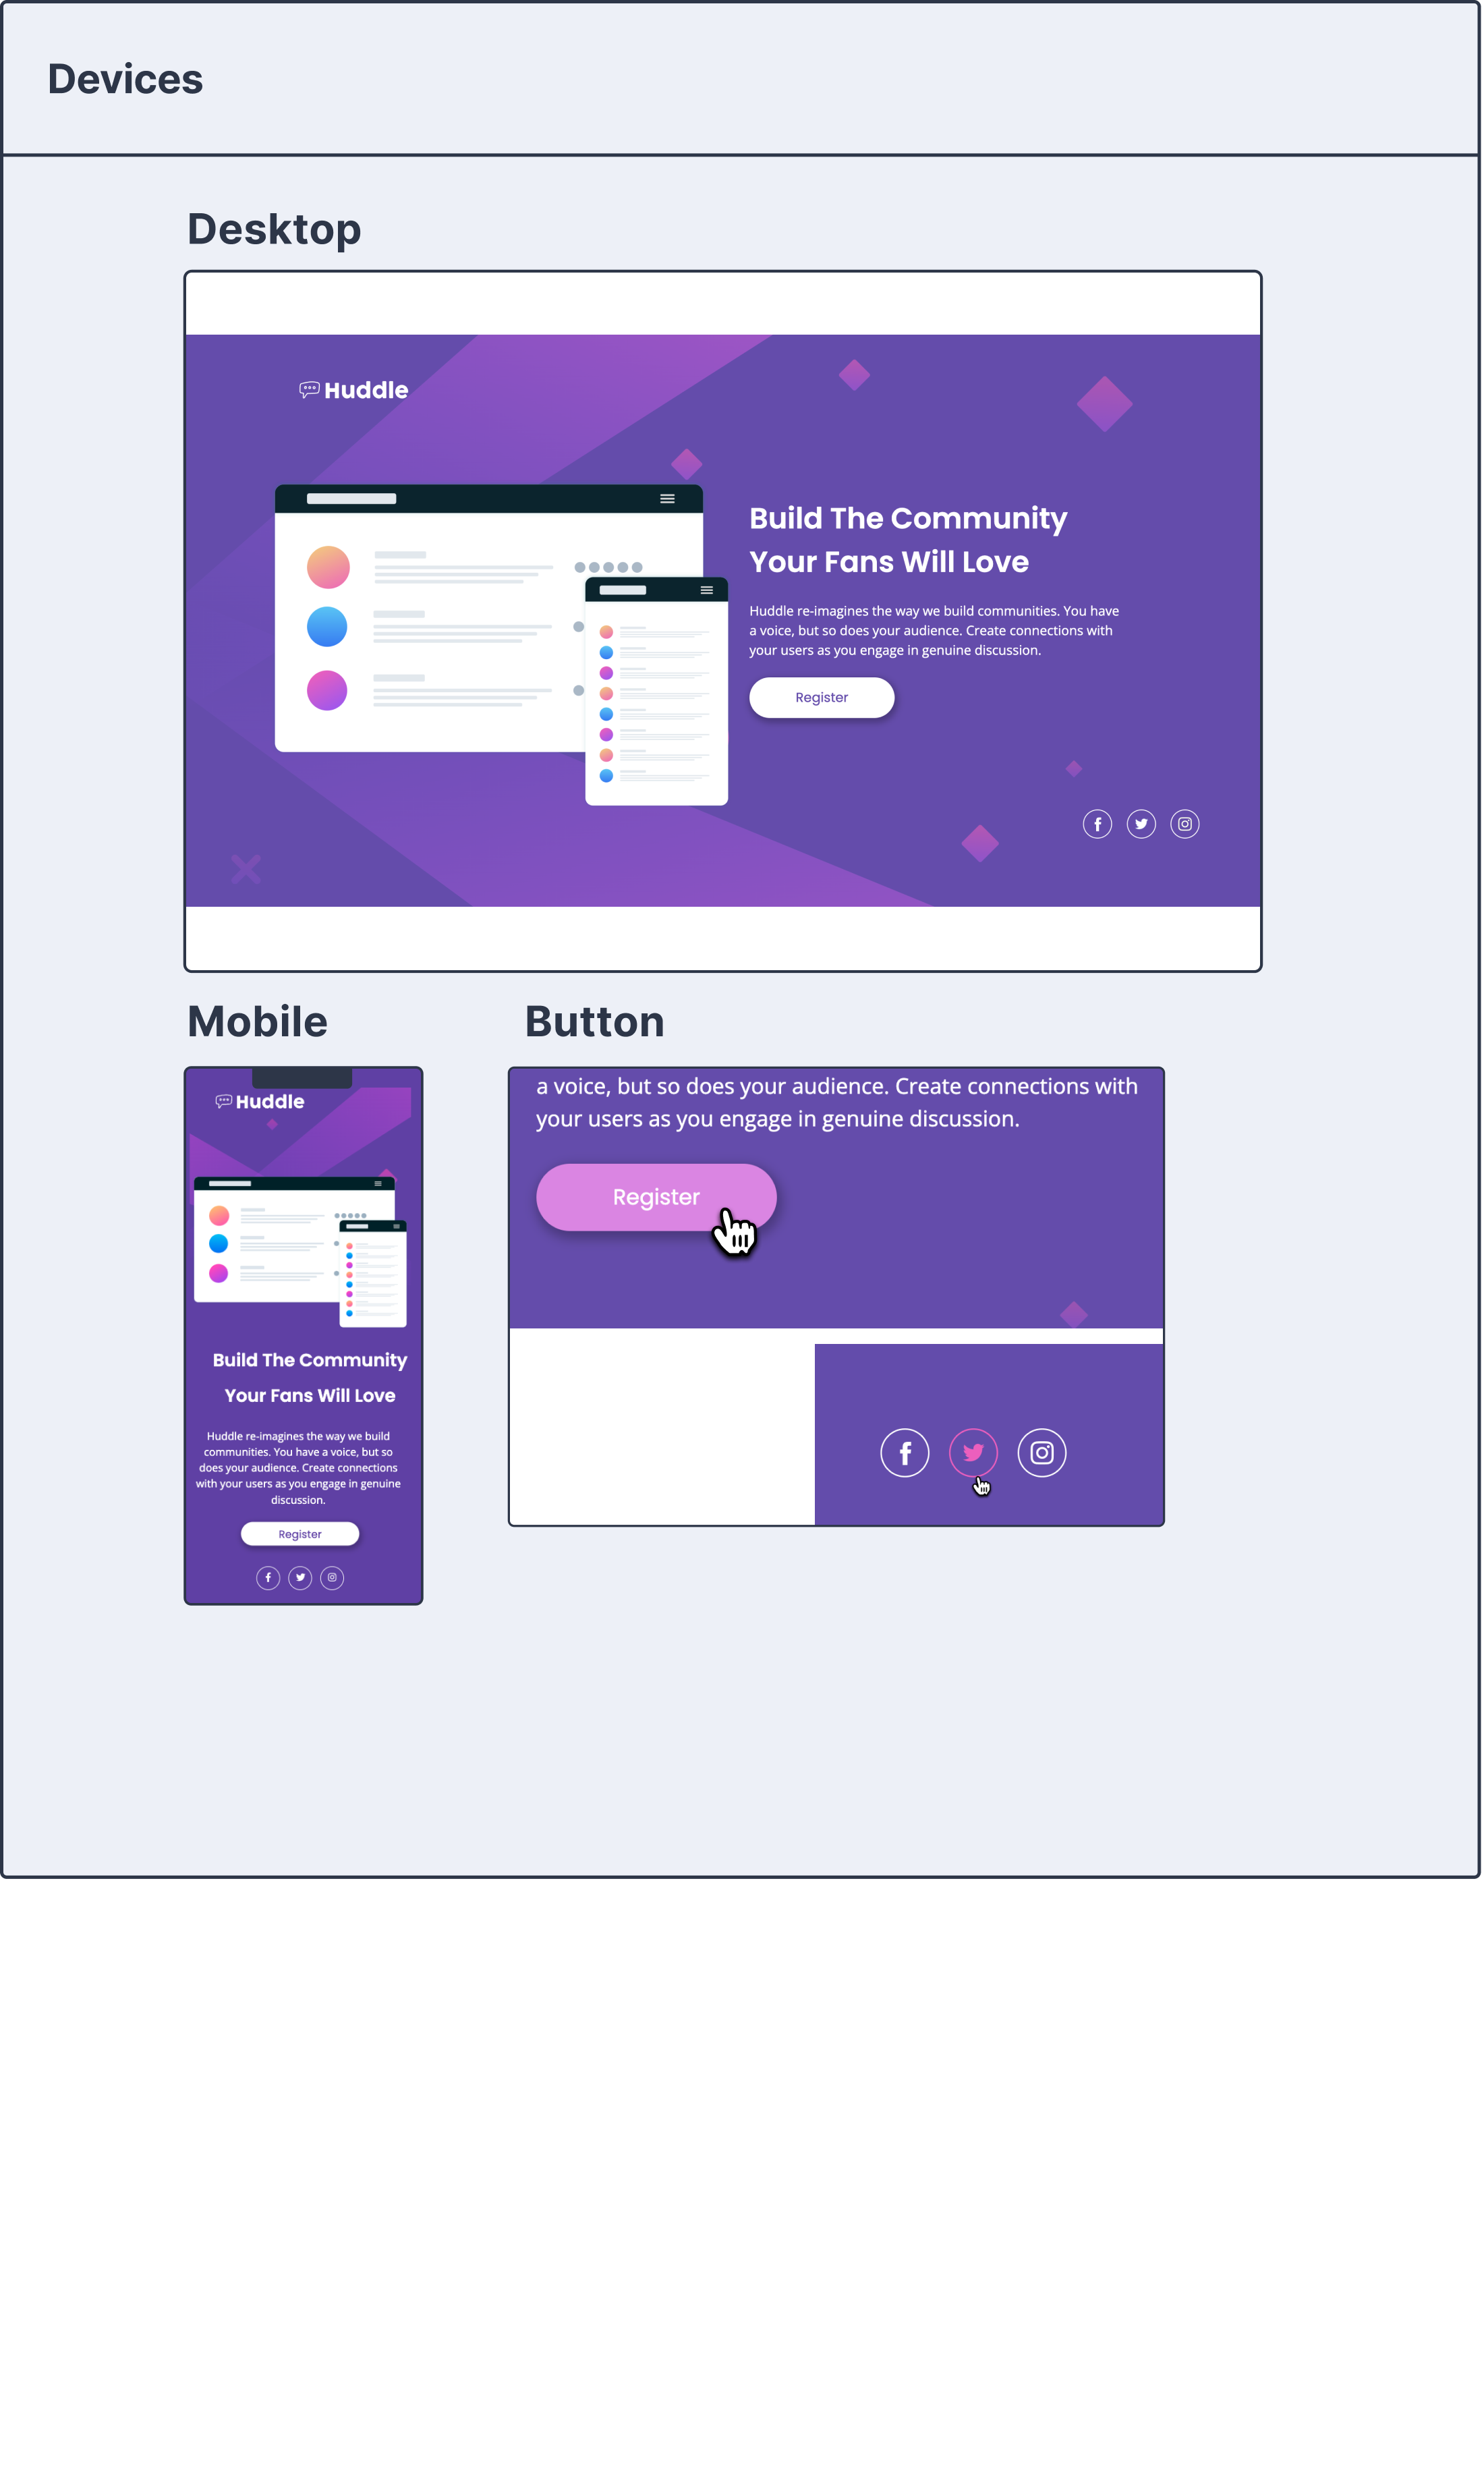 Devices
Desktop
Huddle
Build The Community
Your Fans Will Love
Huddle re-imagines the way we build communities. You have
a voice, but so does your audience. Create connections with
your users as you engage in genuine discussion.
Register
Mobile
Huddle
Build The Community
Your Fans Will Love
Huddle re-imagines the way we build
communities. You have a voice, but so
does your audience. Create connections
with your users as you engage in genuine
discussion.
Register
Button
a voice, but so does your audience. Create connections with
your users as you engage in genuine discussion.
Register